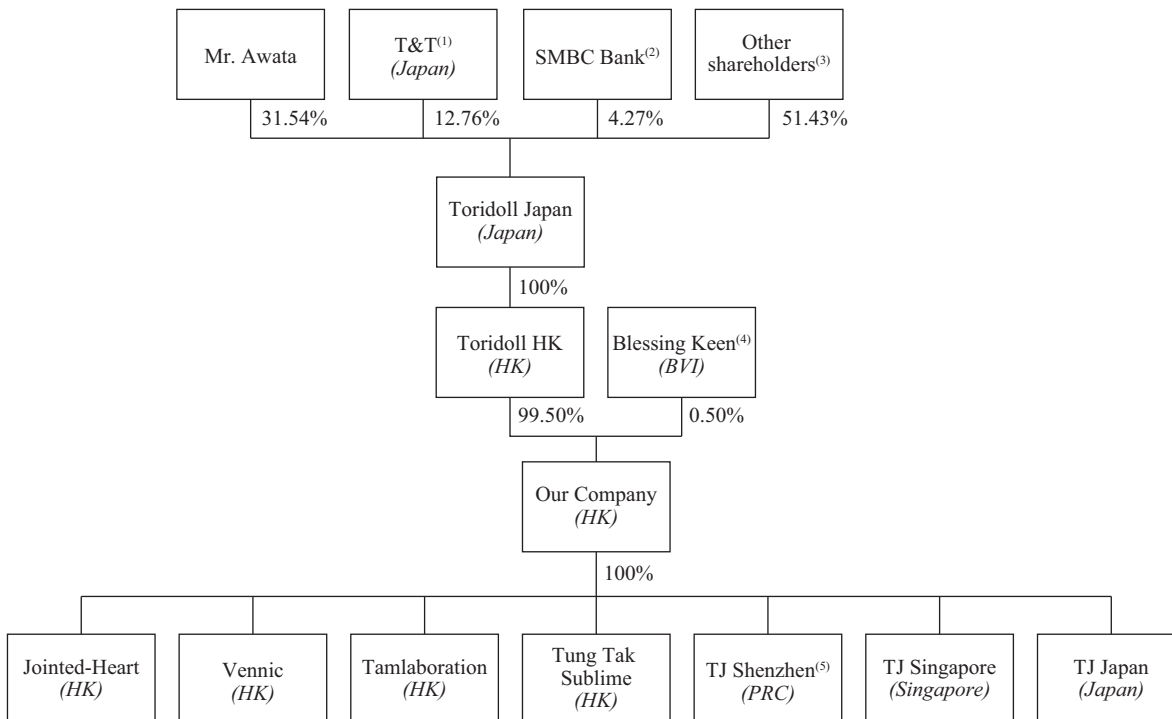 Mr. Awata
T&T(1)
(Japan)
SMBC Bank(2)
Other
shareholders(3)
31.54%
12.76%
4.27%
51.43%
Toridoll Japan
(Japan)
100%
Toridoll HK
(HK)
Blessing Keen(4)
(BVI)
99.50%
0.50%
Our Company
(HK)
100%
Jointed-Heart
(HK)
Vennic
(HK)
Tamlaboration
(HK)
Tung Tak
Sublime
(HK)
TJ Shenzhen(5)
(PRC)
TJ Singapore
(Singapore)
TJ Japan
(Japan)